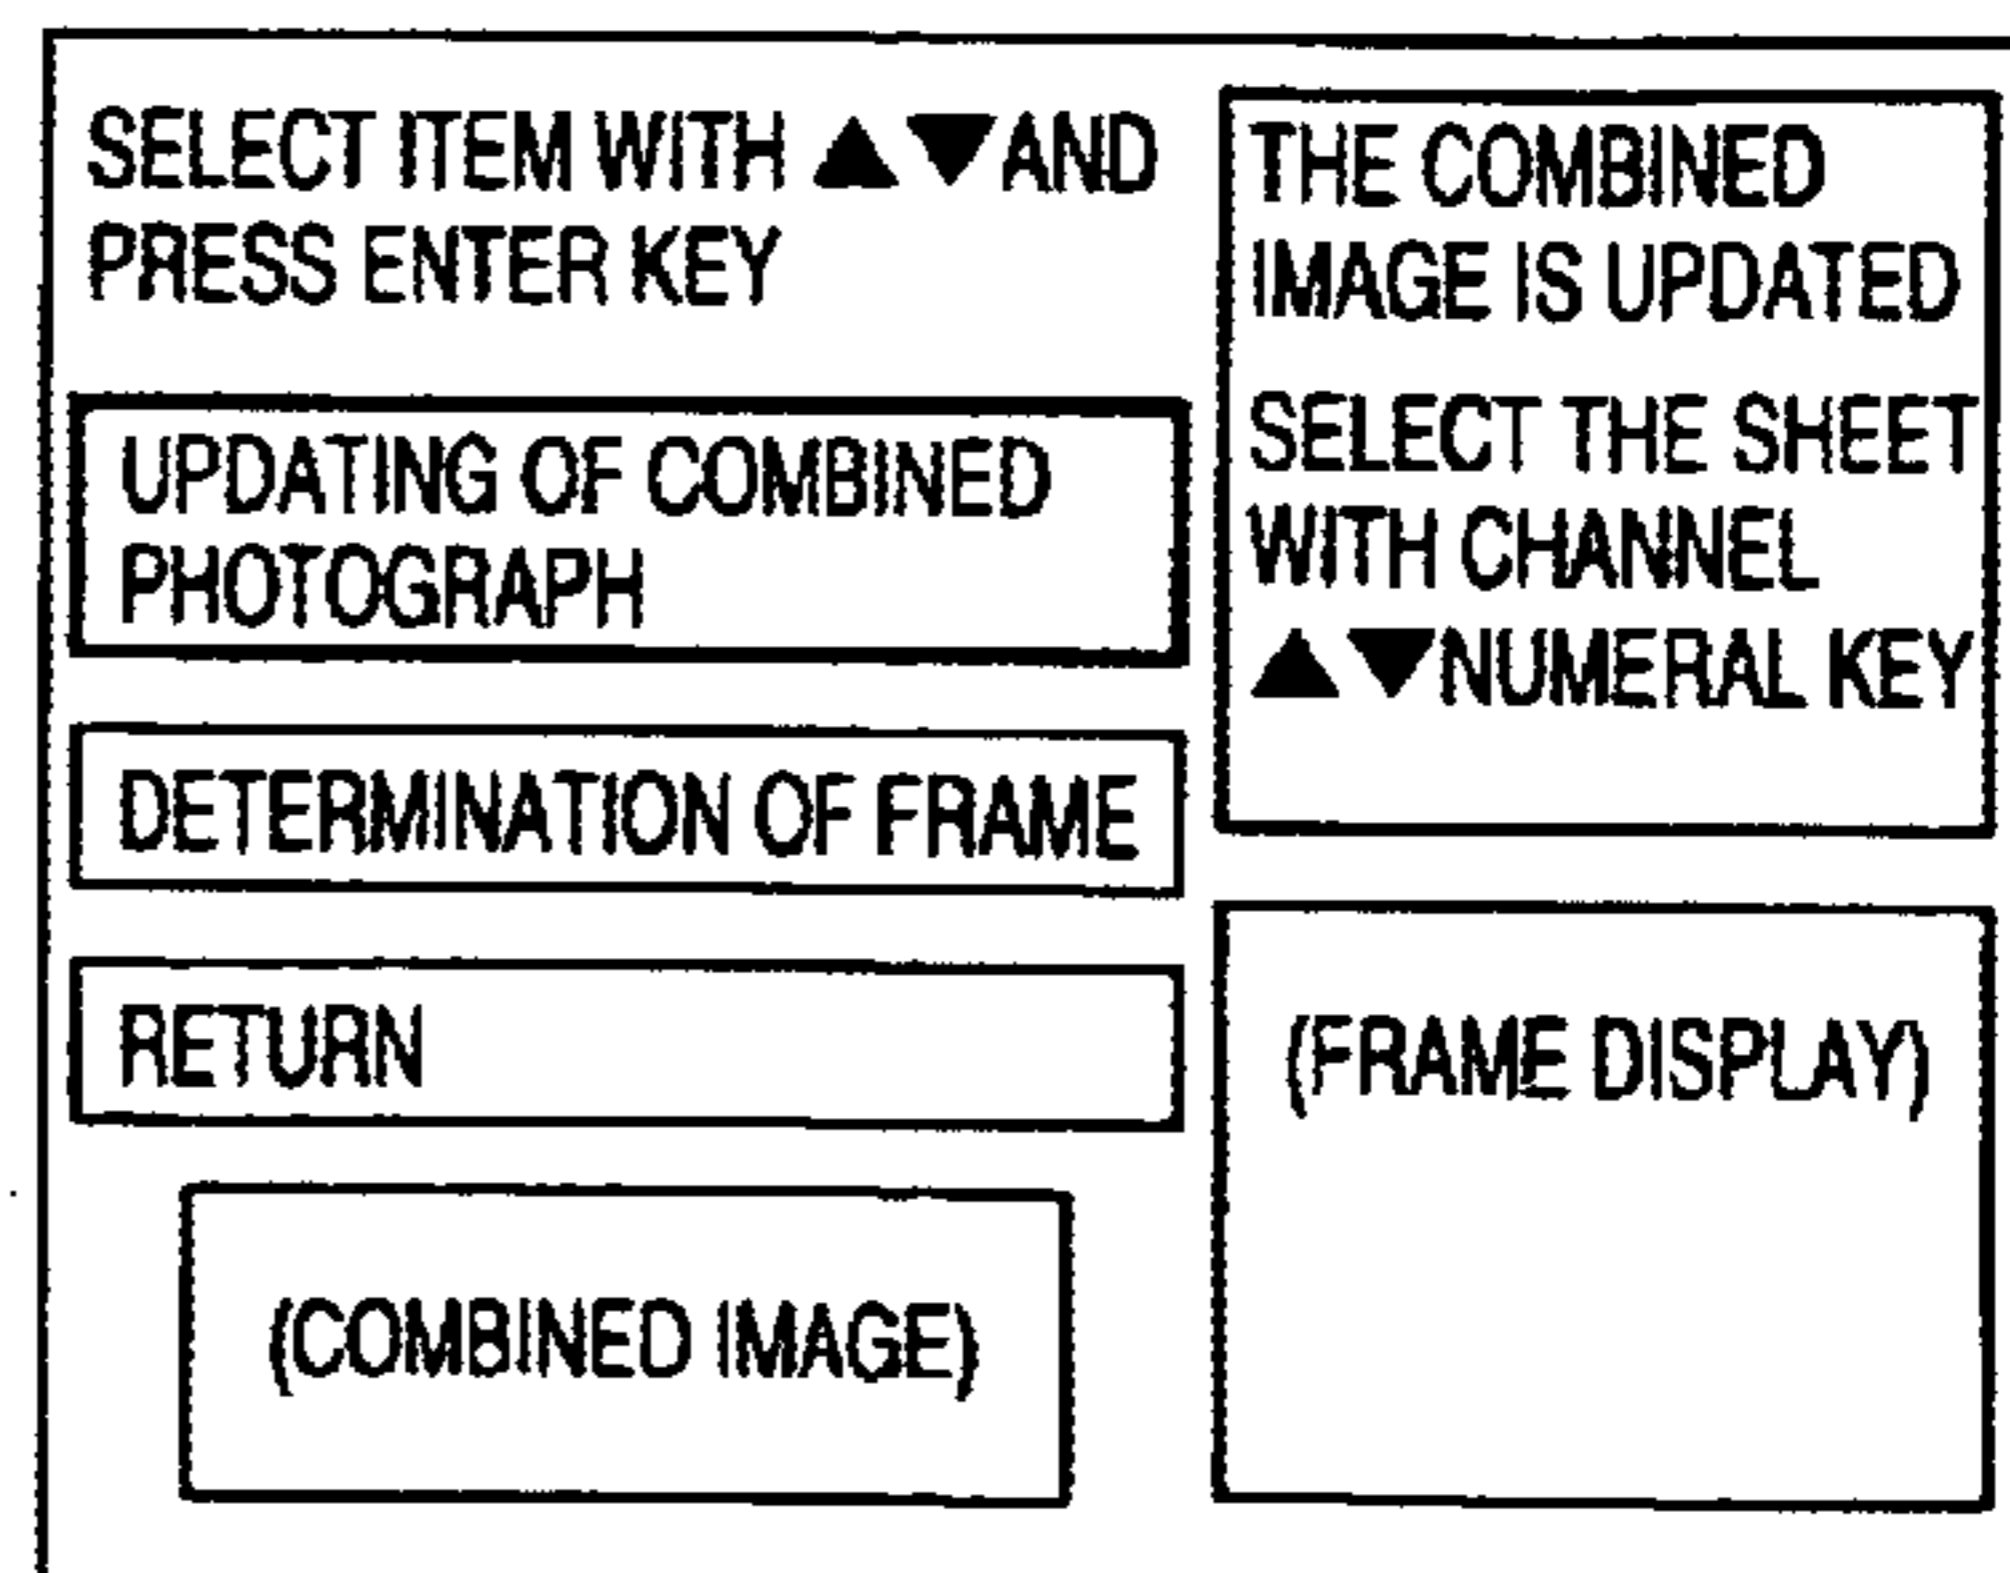 SELECT ITEM WITH ▲▼AND
PRESS ENTER KEY
UPDATING OF COMBINED
PHOTOGRAPH
DETERMINATION OF FRAME
RETURN
(COMBINED IMAGE)
THE COMBINED
IMAGE IS UPDATED
SELECT THE SHEET
WITH CHANNEL
▲▼NUMERAL KEY
(FRAME DISPLAY)